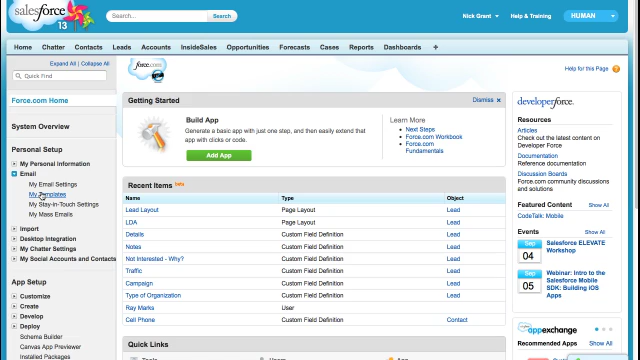 salesforce
13
Search...
Search
Nick Grant
Help & Training
HUMAN
Home
Chatter
Contacts
Leads
Accounts
InsideSales
Opportunities
Forecasts
Cases
Reports
Dashboards
+
Expand All | Collapse All
Quick Find
Force.com Home
System Overview
Personal Setup
My Personal Information
Email
My Email Settings
My Templates
My Stay-in-Touch Settings
My Mass Emails
Import
Desktop Integration
My Chatter Settings
My Social Accounts and Contacts
App Setup
Customize
Create
Develop
Deploy
Schema Builder
Canvas App Previewer
Installed Packages
force.com
Help for this Page
Getting Started
Dismiss
Build App
Generate a basic app with just one step, and then easily extend that app with clicks or code.
Add App
Learn More
Next Steps
Force.com Workbook
Force.com
Fundamentals
Recent Items beta
Name Type Object
Lead Layout Page Layout Lead
LDA Page Layout Lead
Details Custom Field Definition Lead
Notes Custom Field Definition Lead
Not Interested - Why? Custom Field Definition Lead
Traffic Custom Field Definition Lead
Campaign Custom Field Definition Lead
Type of Organization Custom Field Definition Lead
Ray Marks User
Cell Phone Custom Field Definition Contact
Quick Links
Tools
Users
App
developerforce
Resources
Articles
Check out the latest content on Developer Force
Documentation
Reference documentation
Discussion Boards
Force.com community discussions and solutions
Featured Content Show All
CodeTalk: Mobile
Events Show All
Sep
04
Salesforce ELEVATE Workshop
Sep
05
Webinar: Intro to the Salesforce Mobile SDK: Building iOS Apps
appexchange
Recommended Apps Show All